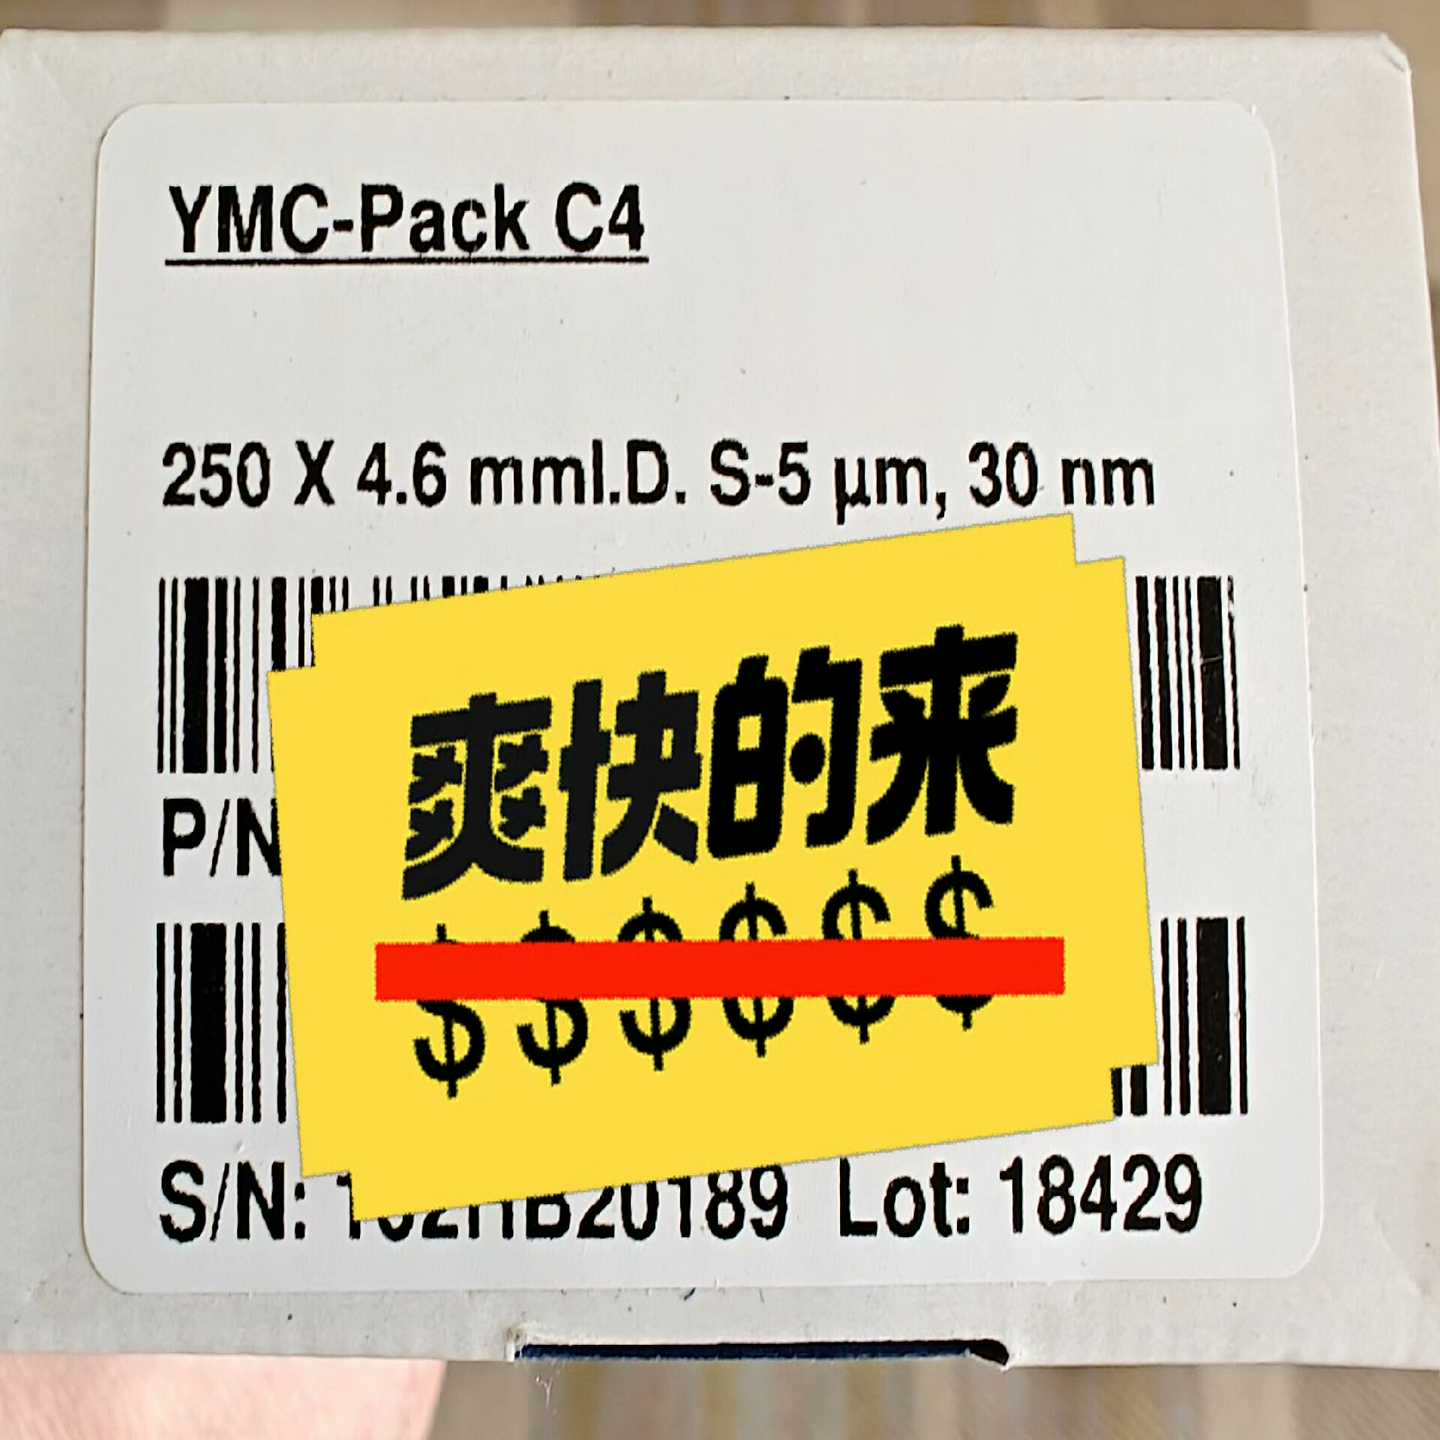 YMC-Pack C4
250 X 4.6 mmI.D. S-5 µm, 30 nm
爽快的来
$$$$$$
P/N
S/N: Lot: 18429